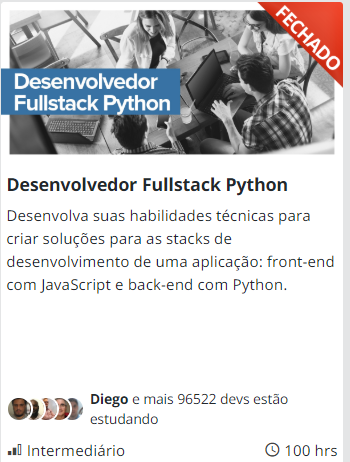 FECHADO
Desenvolvedor
Fullstack Python
Desenvolvedor Fullstack Python
Desenvolva suas habilidades técnicas para
criar soluções para as stacks de
desenvolvimento de uma aplicação: front-end
com JavaScript e back-end com Python.
Diego e mais 96522 devs estão
estudando
Intermediário 100 hrs